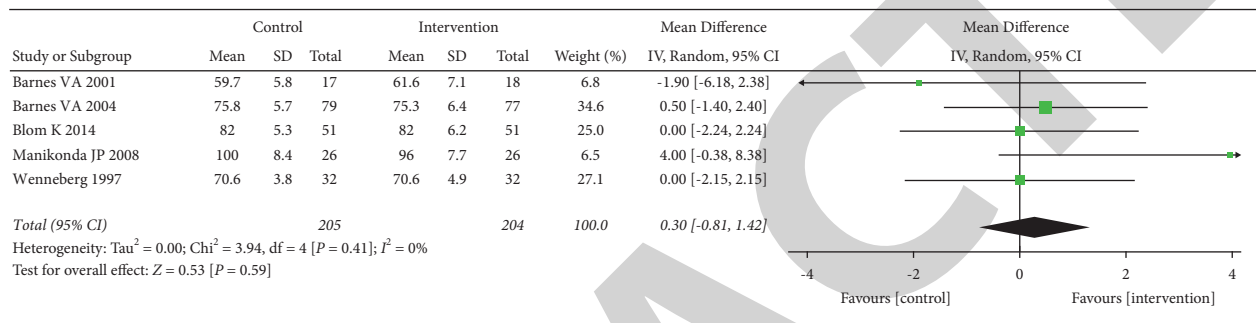 Control Intervention Mean Difference Mean Difference
Study or Subgroup Mean SD Total Mean SD Total Weight (%) IV, Random, 95% CI IV, Random, 95% CI
Barnes VA 2001 59.7 5.8 17 61.6 7.1 18 6.8 -1.90 [-6.18, 2.38]
Barnes VA 2004 75.8 5.7 79 75.3 6.4 77 34.6 0.50 [-1.40, 2.40]
Blom K 2014 82 5.3 51 82 6.2 51 25.0 0.00 [-2.24, 2.24]
Manikonda JP 2008 100 8.4 26 96 7.7 26 6.5 4.00 [-0.38, 8.38]
Wenneberg 1997 70.6 3.8 32 70.6 4.9 32 27.1 0.00 [-2.15, 2.15]
Total (95% CI) 205 204 100.0 0.30 [-0.81, 1.42]
Heterogeneity: Tau² = 0.00; Chi² = 3.94, df = 4 [P = 0.41]; I² = 0%
Test for overall effect: Z = 0.53 [P = 0.59]
-4 -2 0 2 4
Favours [control] Favours [intervention]